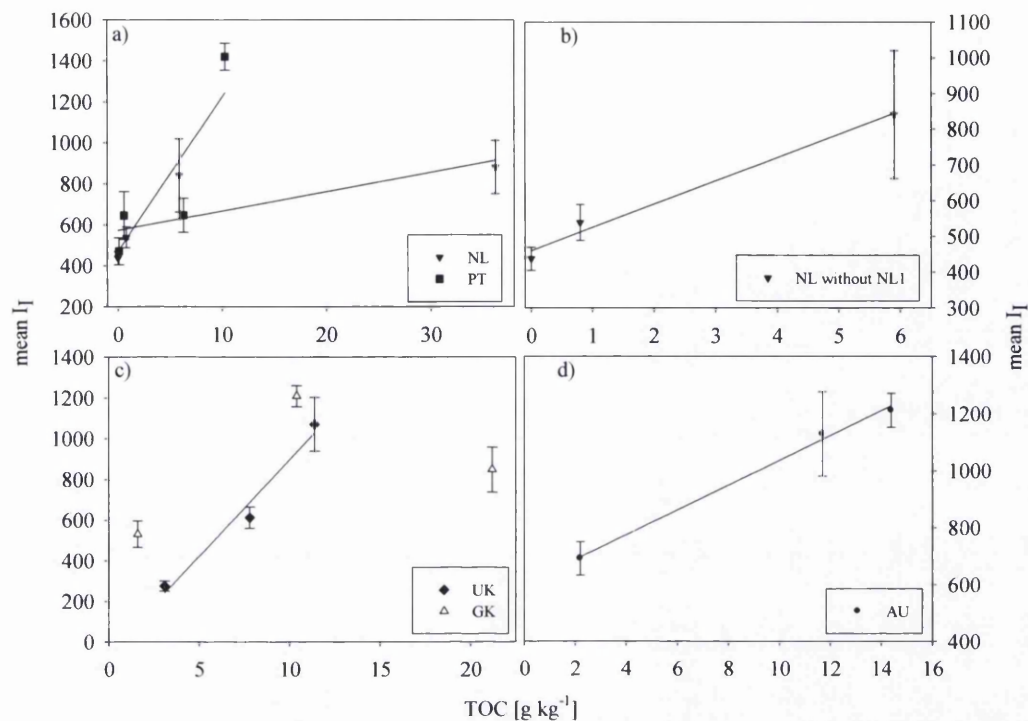 a)
1600
1400
1200
1000
800
600
400
200
0 10 20 30
NL
PT
b)
1100
1000
900
800
700
600
500
400
300
0 1 2 3 4 5 6
NL without NL1
mean I_I
mean I_I
c)
1400
1200
1000
800
600
400
200
0
0 5 10 15 20
UK
GK
d)
1400
1200
1000
800
600
400
0 2 4 6 8 10 12 14 16
AU
TOC [g kg⁻¹]